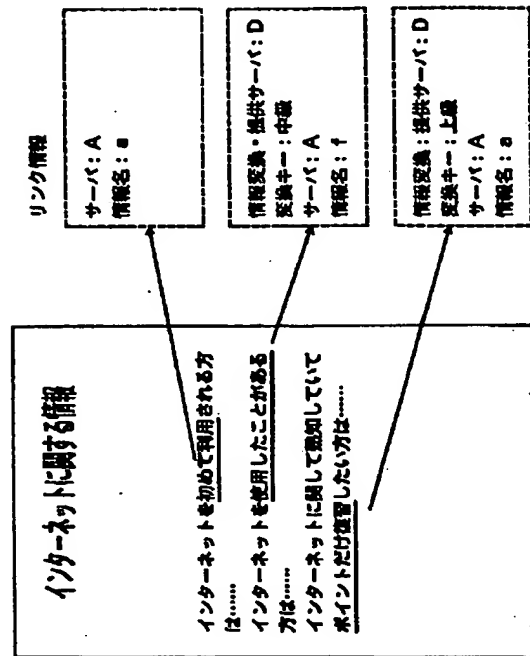 インターネットに関する情報
インターネットを初めて利用される方
は……
インターネットを使用したことがある
方は……
インターネットに関して熟知していて
ポイントだけ復習したい方は……
リンク情報
サーバ:A
情報名:a
情報変換・提供サーバ:D
変換キー:中級
サーバ:A
情報名:f
情報変換:提供サーバ:D
変換キー:上級
サーバ:A
情報名:a